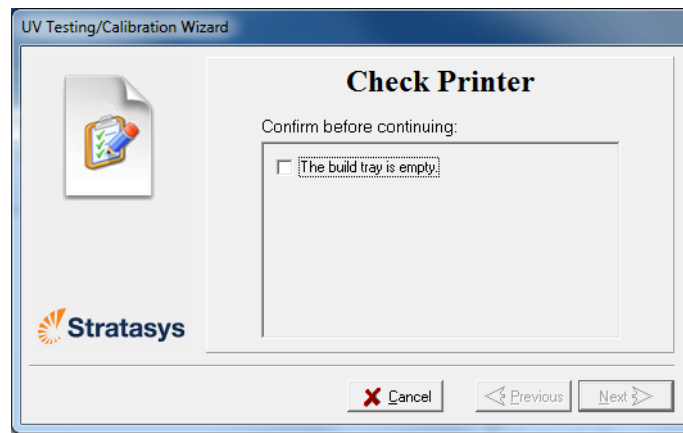 UV Testing/Calibration Wizard
Check Printer
Confirm before continuing:
The build tray is empty.
Stratasys
Cancel
Previous
Next